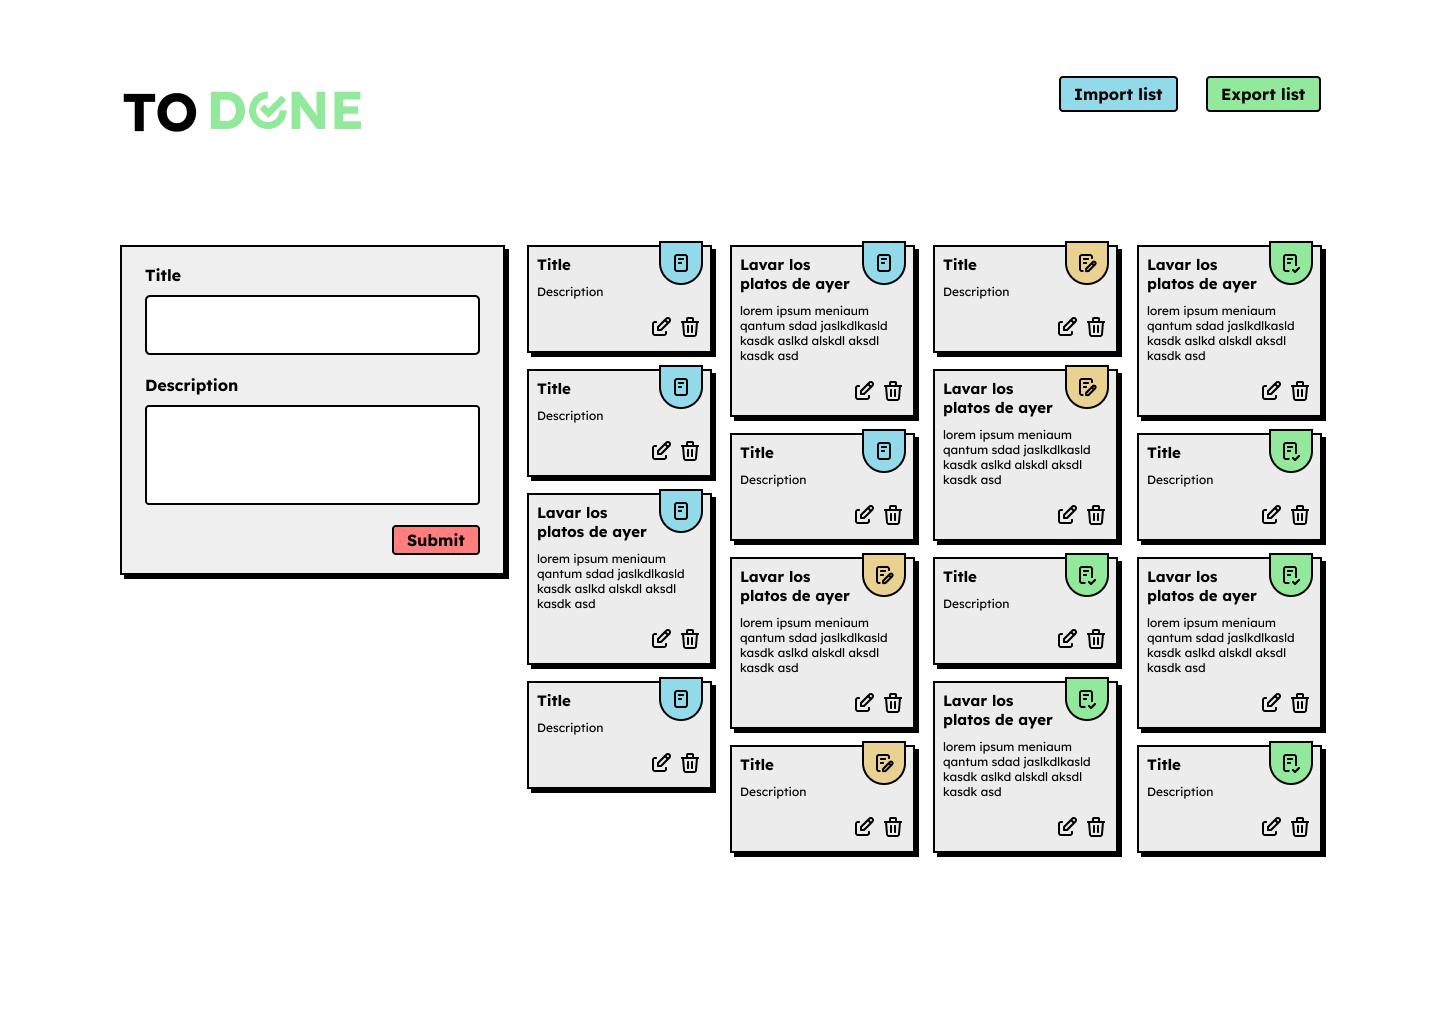 TO DONE
Import list
Export list
Title
Description
Submit
Title
Description
Title
Description
Lavar los
platos de ayer
lorem ipsum meniaum
qantum sdad jaslkdlkasld
kasdk aslkd alskdl aksdl
kasdk asd
Title
Description
Lavar los
platos de ayer
lorem ipsum meniaum
qantum sdad jaslkdlkasld
kasdk aslkd alskdl aksdl
kasdk asd
Title
Description
Lavar los
platos de ayer
lorem ipsum meniaum
qantum sdad jaslkdlkasld
kasdk aslkd alskdl aksdl
kasdk asd
Title
Description
Title
Description
Lavar los
platos de ayer
lorem ipsum meniaum
qantum sdad jaslkdlkasld
kasdk aslkd alskdl aksdl
kasdk asd
Title
Description
Lavar los
platos de ayer
lorem ipsum meniaum
qantum sdad jaslkdlkasld
kasdk aslkd alskdl aksdl
kasdk asd
Lavar los
platos de ayer
lorem ipsum meniaum
qantum sdad jaslkdlkasld
kasdk aslkd alskdl aksdl
kasdk asd
Title
Description
Lavar los
platos de ayer
lorem ipsum meniaum
qantum sdad jaslkdlkasld
kasdk aslkd alskdl aksdl
kasdk asd
Title
Description